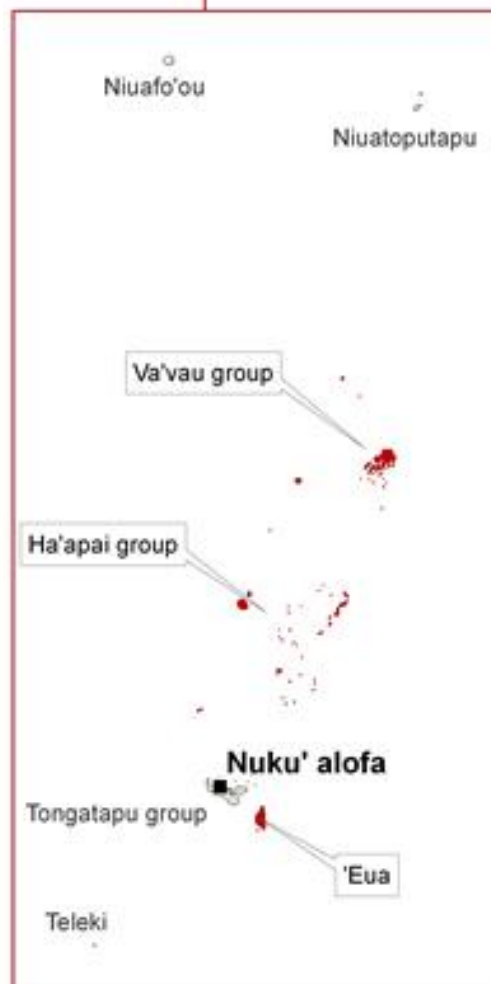 Niuafo'ou
Niuatoputapu
Va'vau group
Ha'apai group
Nuku' alofa
Tongatapu group
'Eua
Teleki